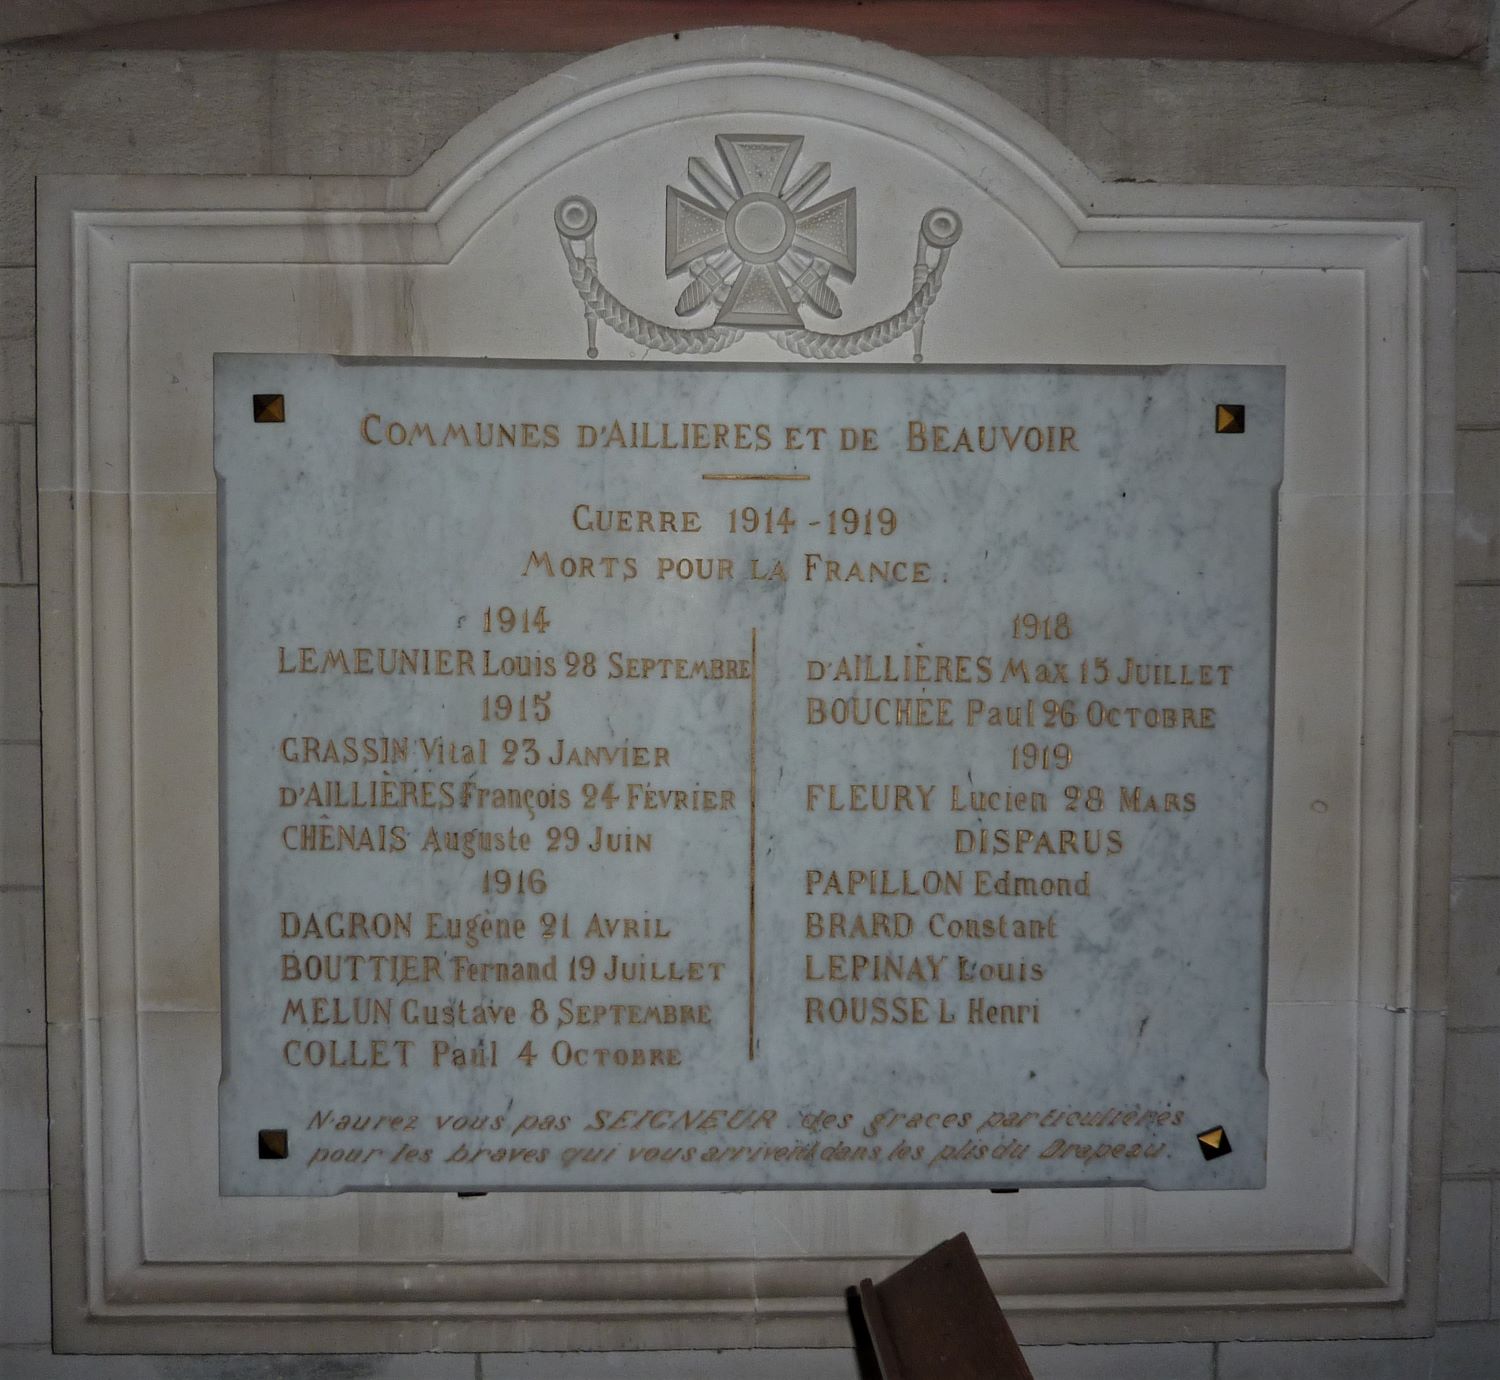 COMMUNES D'AILLIERES ET DE BEAUVOIR
GUERRE 1914-1919
MORTS POUR LA FRANCE.
1914
LEMEUNIER Louis 28 SEPTEMBRE
1915
GRASSIN Vital 23 JANVIER
D'AILLIÈRES François 24 FÉVRIER
CHÊNAIS Auguste 29 JUIN
1916
DAGRON Eugène 21 AVRIL
BOUTTIER Fernand 19 JUILLET
MELUN Gustave 8 SEPTEMBRE
COLLET Paul 4 OCTOBRE
1918
D'AILLIÈRES Max 15 JUILLET
BOUCHÉE Paul 26 OCTOBRE
1919
FLEURY Lucien 28 MARS
DISPARUS
PAPILLON Edmond
BRARD Constant
LEPINAY Louis
ROUSSEL Henri
N'aurez vous pas SEIGNEUR des graces particulières
pour les braves qui vous arrivent dans les plis du Drapeau.